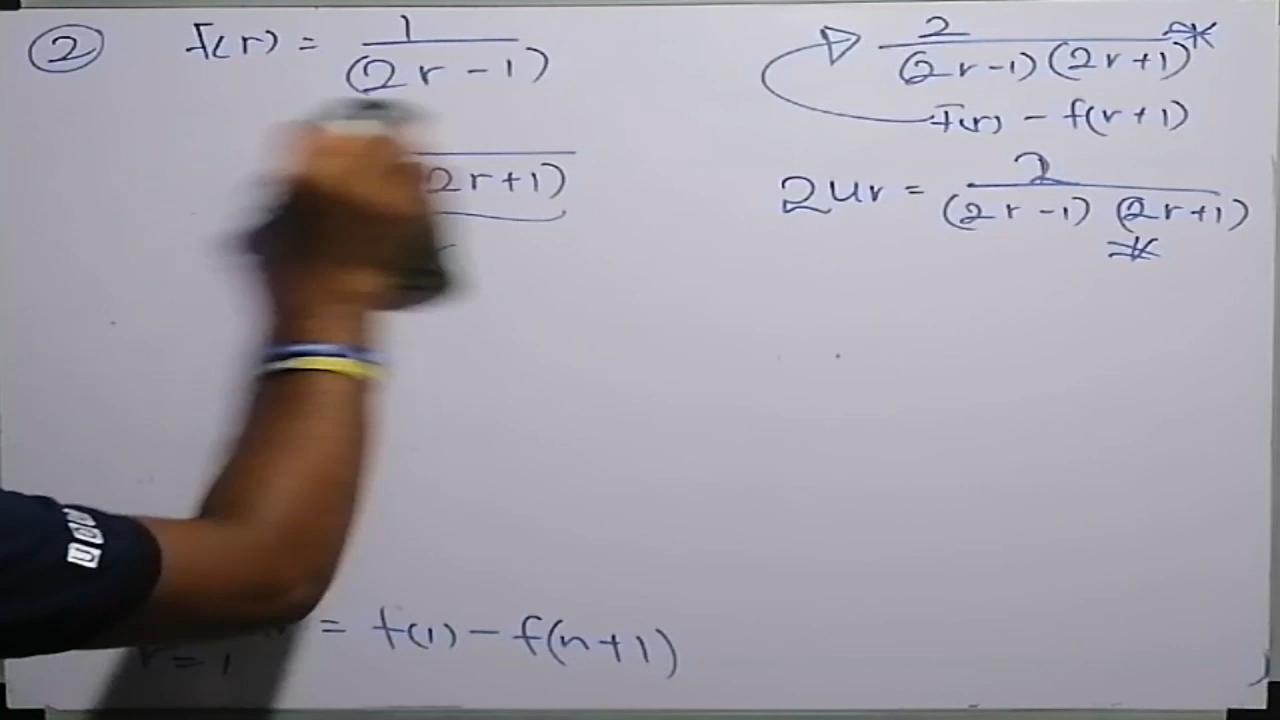 ② f(r) = 1 / (2r - 1)
2 / (2r-1)(2r+1) *
f(r) - f(r+1)
2r+1)
2Ur = 2 / (2r-1) (2r+1)
*
= f(1) - f(n+1)
r=1